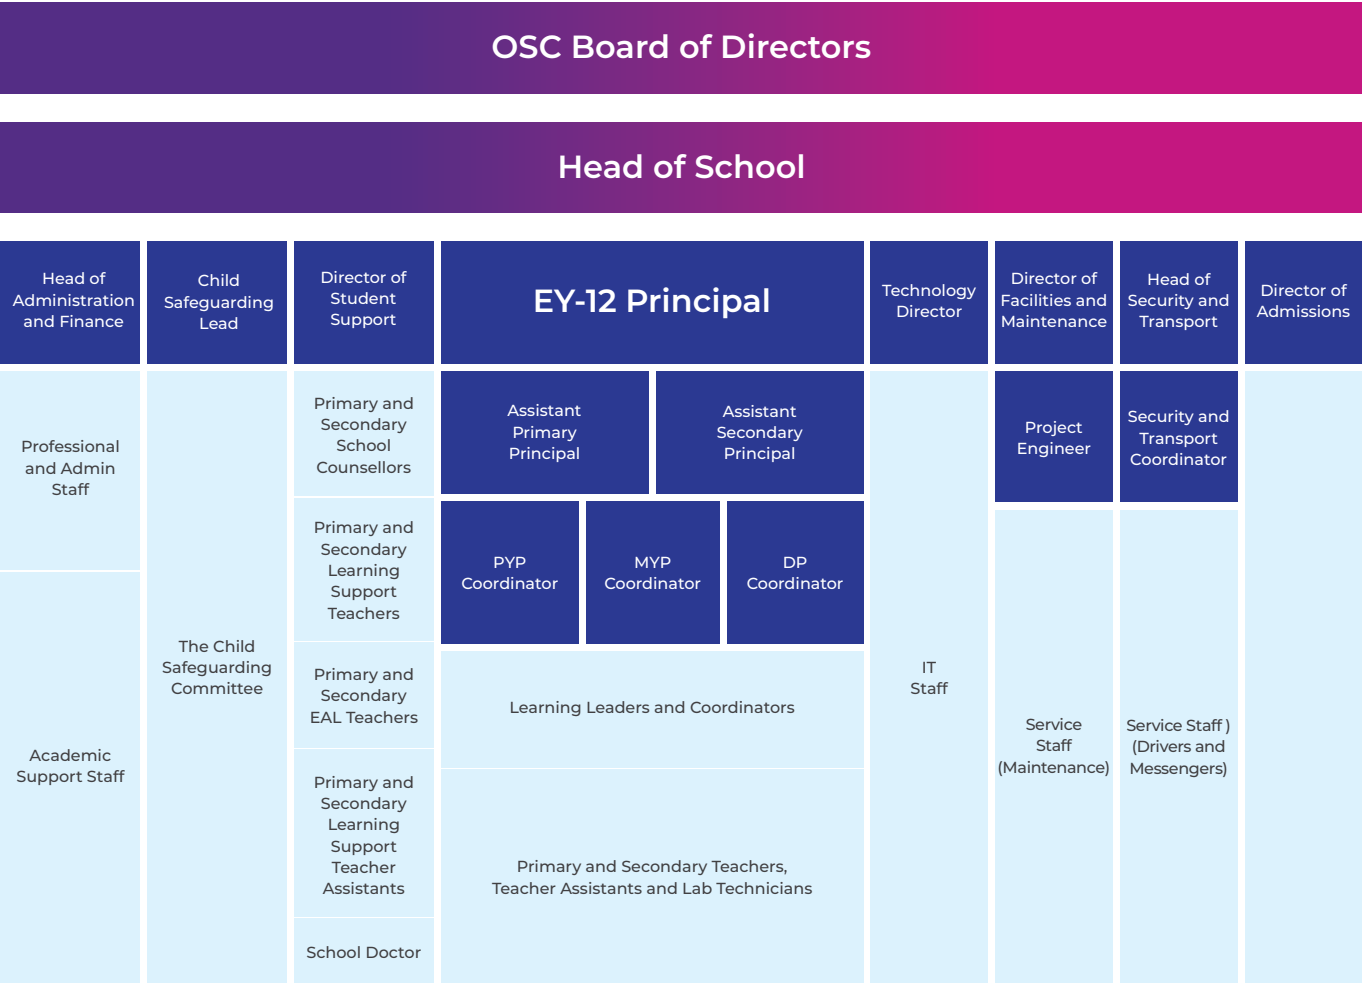 OSC Board of Directors
Head of School
Head of
Administration
and Finance
Child
Safeguarding
Lead
Director of
Student
Support
EY-12 Principal
Technology
Director
Director of
Facilities and
Maintenance
Head of
Security and
Transport
Director of
Admissions
Professional
and Admin
Staff
Academic
Support Staff
The Child
Safeguarding
Committee
Primary and
Secondary
School
Counsellors
Primary and
Secondary
Learning
Support
Teachers
Primary and
Secondary
EAL Teachers
Primary and
Secondary
Learning
Support
Teacher
Assistants
School Doctor
Assistant
Primary
Principal
Assistant
Secondary
Principal
PYP
Coordinator
MYP
Coordinator
DP
Coordinator
Learning Leaders and Coordinators
Primary and Secondary Teachers,
Teacher Assistants and Lab Technicians
IT
Staff
Project
Engineer
Service
Staff
(Maintenance)
Security and
Transport
Coordinator
Service Staff )
(Drivers and
Messengers)